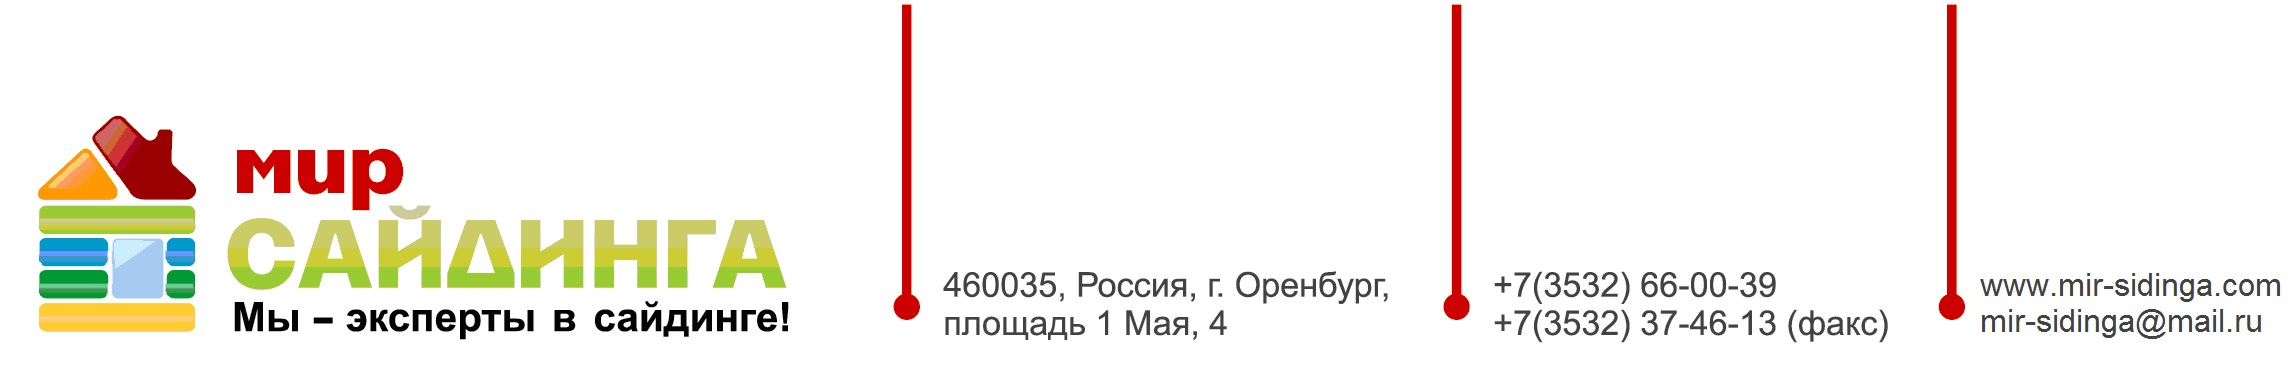 мир
САЙДИНГА
Мы – эксперты в сайдинге!
460035, Россия, г. Оренбург,
площадь 1 Мая, 4
+7(3532) 66-00-39
+7(3532) 37-46-13 (факс)
www.mir-sidinga.com
mir-sidinga@mail.ru